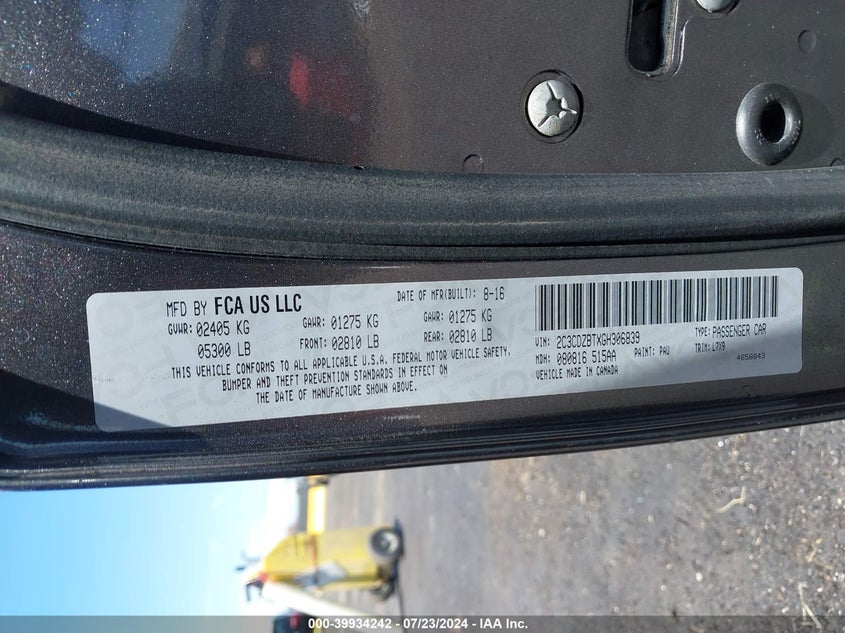 MFD BY FCA US LLC
DATE OF MFR(BUILT): 8-16
GVWR: 02405 KG GAWR: 01275 KG GAWR: 01275 KG
05300 LB FRONT: 02810 LB REAR: 02810 LB
THIS VEHICLE CONFORMS TO ALL APPLICABLE U.S.A. FEDERAL MOTOR VEHICLE SAFETY,
BUMPER AND THEFT PREVENTION STANDARDS IN EFFECT ON
THE DATE OF MANUFACTURE SHOWN ABOVE.
VIN: 2C3CDZBTXGH306839 TYPE: PASSENGER CAR
MDH: 080816 515AA PAINT: PAU TRIM: L7X9
VEHICLE MADE IN CANADA 4658843
000-39934242 — 07/23/2024 — IAA Inc.